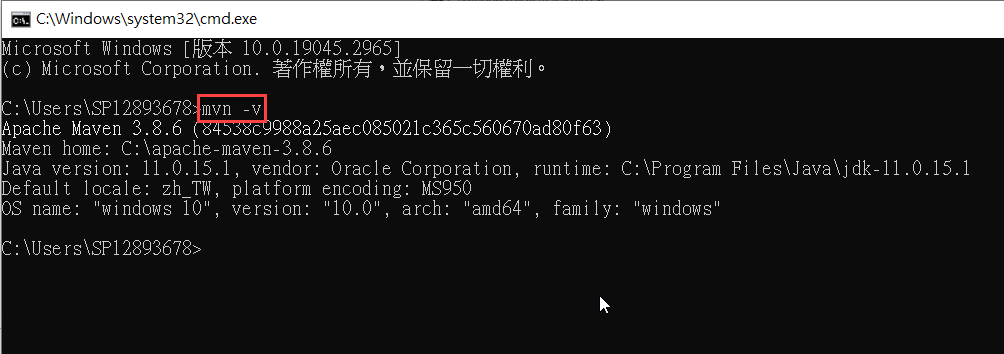 C:\Windows\system32\cmd.exe
Microsoft Windows [版本 10.0.19045.2965]
(c) Microsoft Corporation. 著作權所有，並保留一切權利。
C:\Users\SP12893678>mvn -v
Apache Maven 3.8.6 (84538c9988a25aec085021c365c560670ad80f63)
Maven home: C:\apache-maven-3.8.6
Java version: 11.0.15.1, vendor: Oracle Corporation, runtime: C:\Program Files\Java\jdk-11.0.15.1
Default locale: zh_TW, platform encoding: MS950
OS name: "windows 10", version: "10.0", arch: "amd64", family: "windows"
C:\Users\SP12893678>